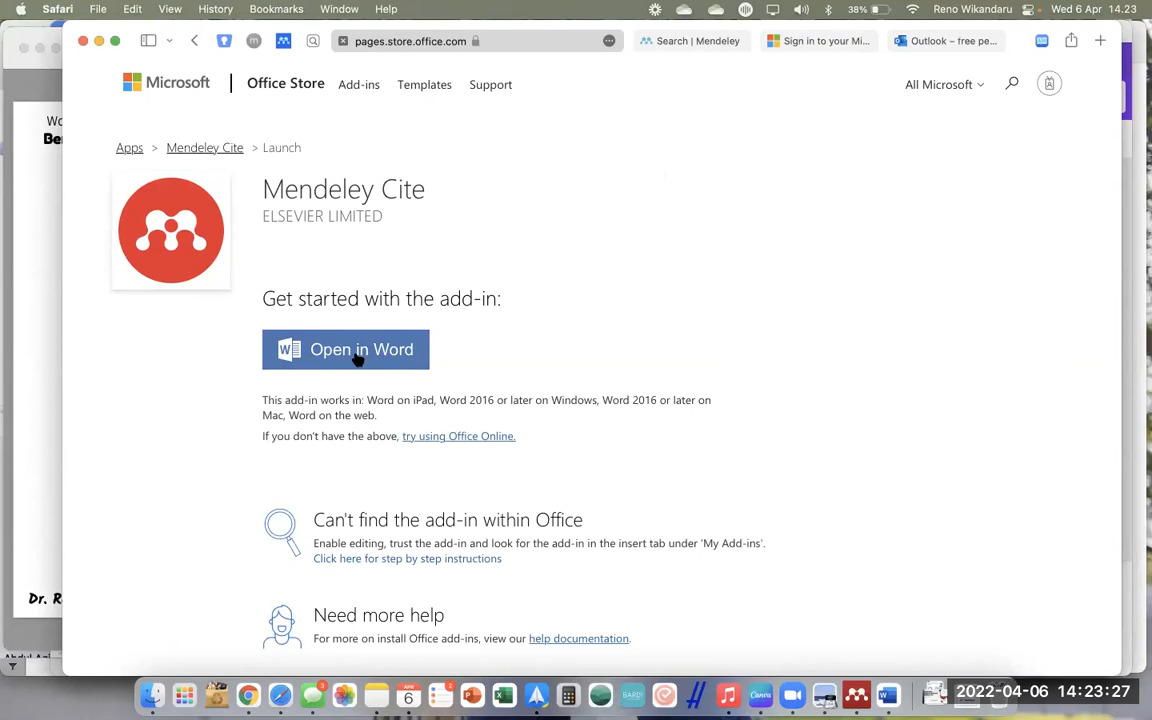 Safari File Edit View History Bookmarks Window Help 38% Reno Wikandaru Wed 6 Apr 14.23
pages.store.office.com Search | Mendeley Sign in to your Mi... Outlook – free pe...
Microsoft Office Store Add-ins Templates Support All Microsoft
Wo
Be
Apps > Mendeley Cite > Launch
Mendeley Cite
ELSEVIER LIMITED
Get started with the add-in:
Open in Word
This add-in works in: Word on iPad, Word 2016 or later on Windows, Word 2016 or later on
Mac, Word on the web.
If you don't have the above, try using Office Online.
Can't find the add-in within Office
Enable editing, trust the add-in and look for the add-in in the insert tab under 'My Add-ins'.
Click here for step by step instructions
Dr. R
Need more help
For more on install Office add-ins, view our help documentation.
BARD!
Canva
2022-04-06 14:23:27